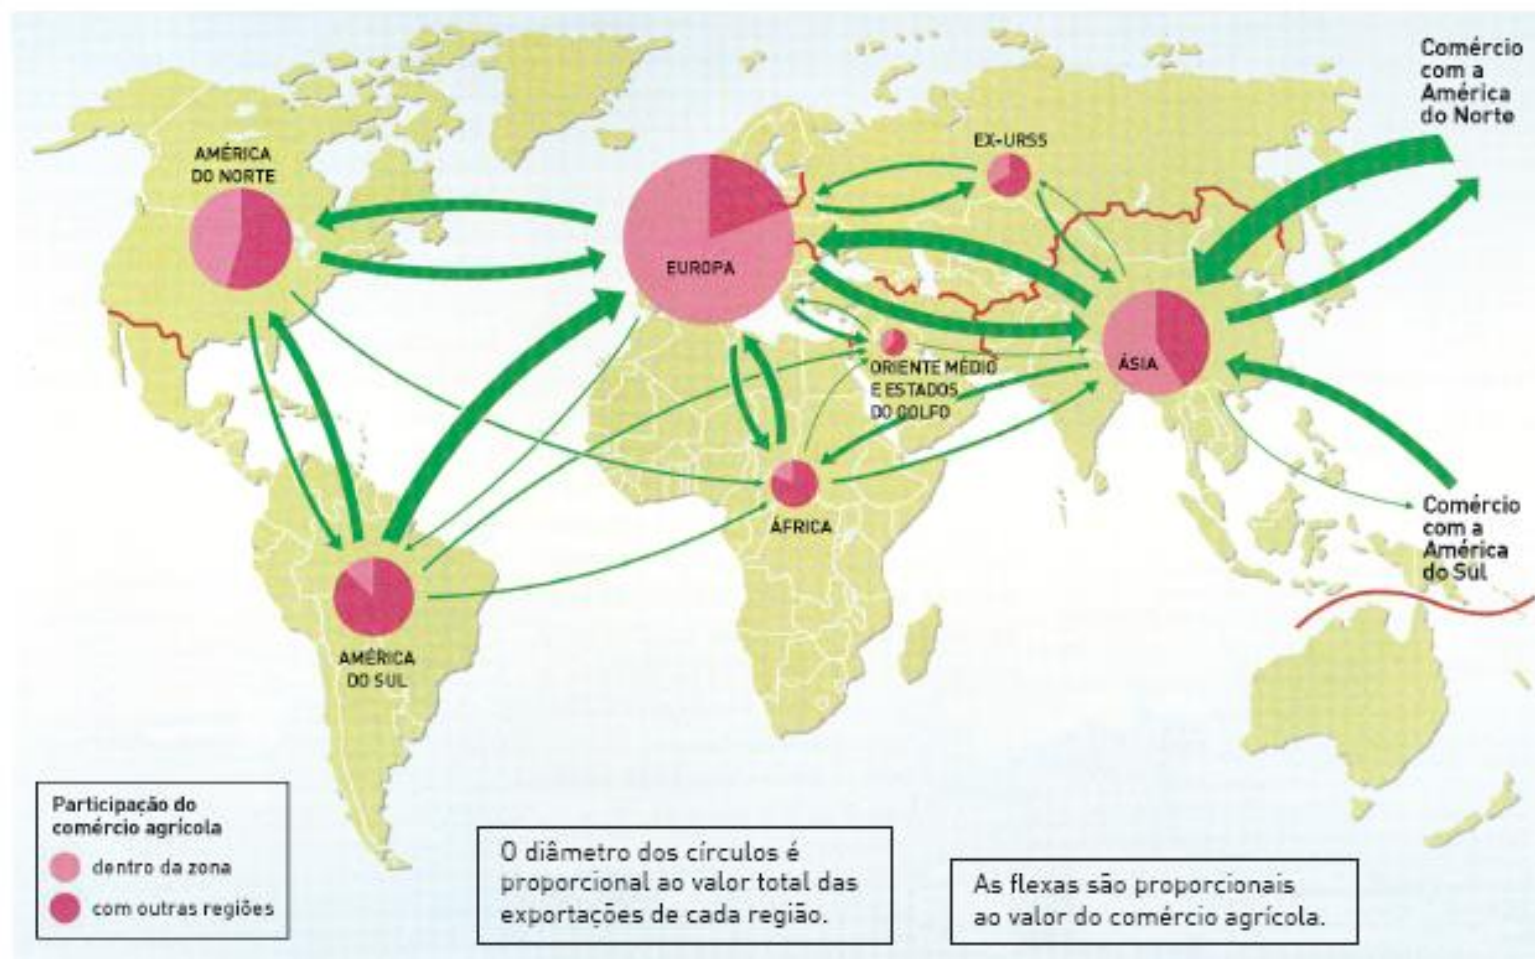 Comércio
com a
América
do Norte
AMÉRICA
DO NORTE
EX-URSS
EUROPA
ORIENTE MÉDIO
E ESTADOS
DO GOLFO
ÁSIA
ÁFRICA
Comércio
com a
América
do Sul
AMÉRICA
DO SUL
Participação do
comércio agrícola
dentro da zona
com outras regiões
O diâmetro dos círculos é
proporcional ao valor total das
exportações de cada região.
As flexas são proporcionais
ao valor do comércio agrícola.